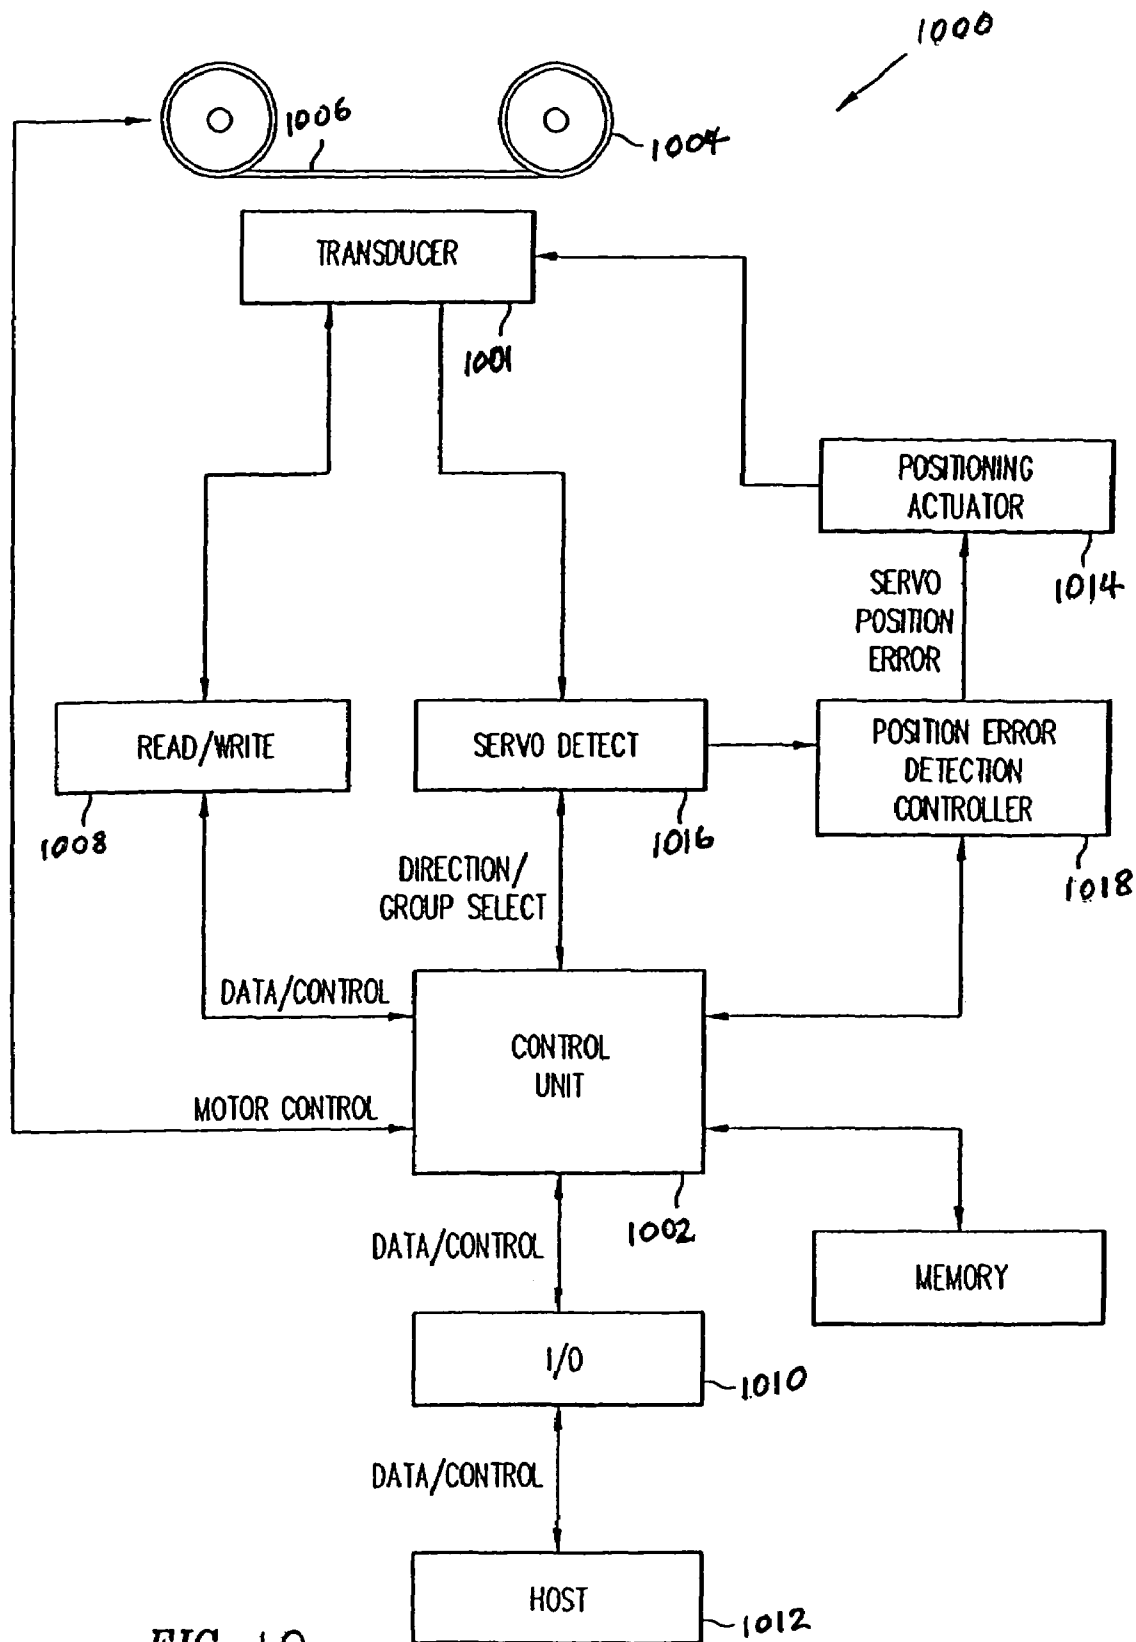 1000
1006
1004
TRANSDUCER
1001
POSITIONING
ACTUATOR
1014
SERVO
POSITION
ERROR
READ/WRITE
1008
SERVO DETECT
1016
POSITION ERROR
DETECTION
CONTROLLER
1018
DIRECTION/
GROUP SELECT
DATA/CONTROL
CONTROL
UNIT
MOTOR CONTROL
1002
DATA/CONTROL
MEMORY
I/O
1010
DATA/CONTROL
HOST
1012
FIG. 10